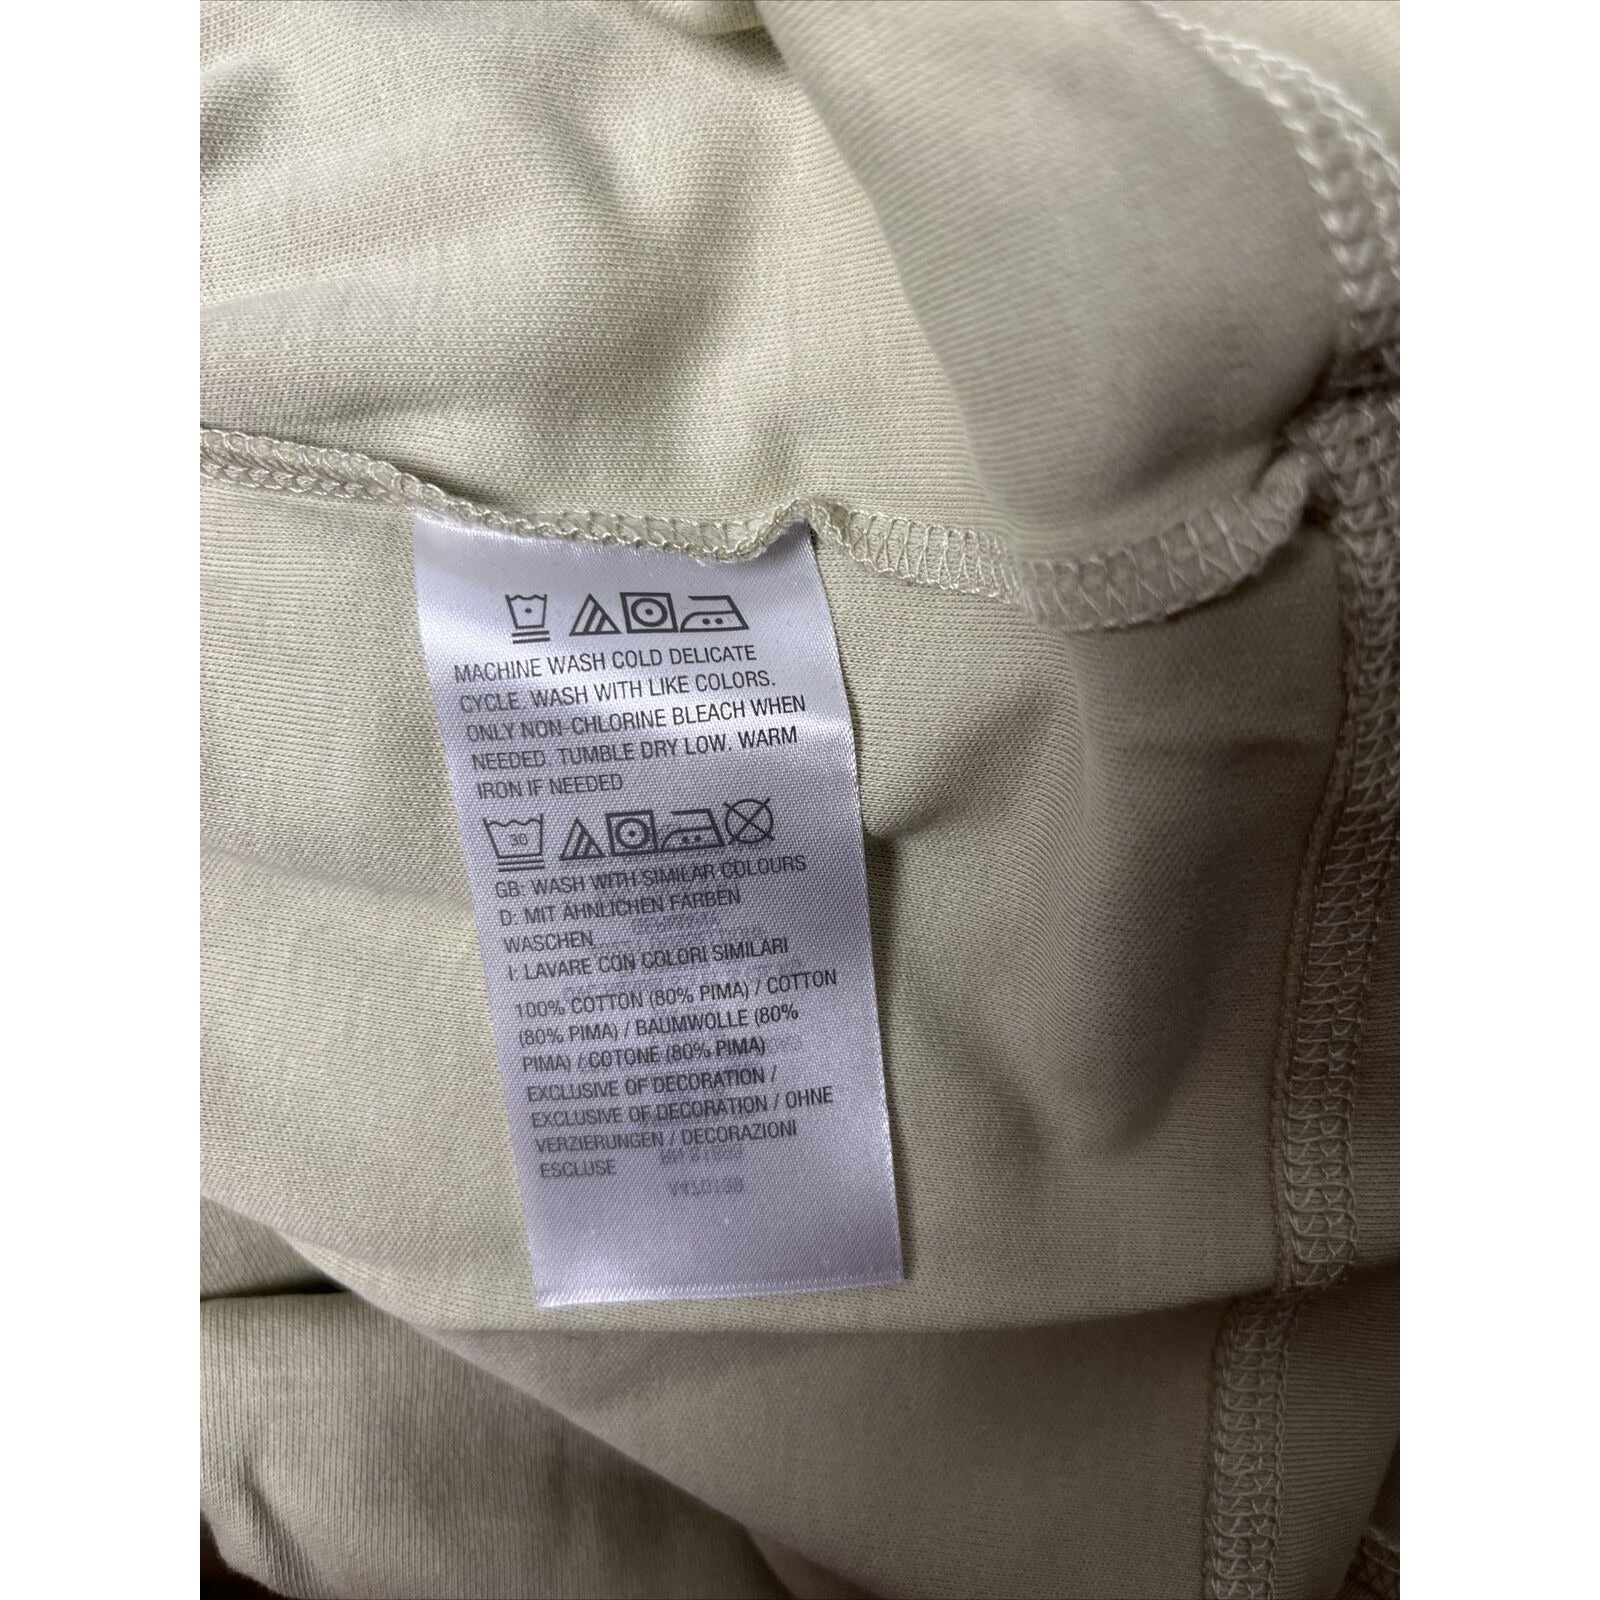 MACHINE WASH COLD DELICATE
CYCLE. WASH WITH LIKE COLORS.
ONLY NON-CHLORINE BLEACH WHEN
NEEDED. TUMBLE DRY LOW. WARM
IRON IF NEEDED
30
GB: WASH WITH SIMILAR COLOURS
D: MIT ÄHNLICHEN FARBEN
WASCHEN
I: LAVARE CON COLORI SIMILARI
100% COTTON (80% PIMA) / COTTON
(80% PIMA) / BAUMWOLLE (80%
PIMA) / COTONE (80% PIMA)
EXCLUSIVE OF DECORATION /
EXCLUSIVE OF DECORATION / OHNE
VERZIERUNGEN / DECORAZIONI
ESCLUSE